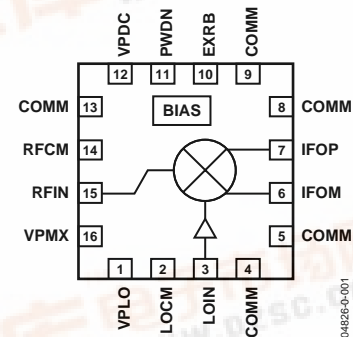 VPDC PWDN EXRB COMM
12 11 10 9
COMM 13 BIAS 8 COMM
RFCM 14 7 IFOP
RFIN 15 6 IFOM
VPMX 16 5 COMM
1 2 3 4
VPLO LOCM LOIN COMM
04826-0-001